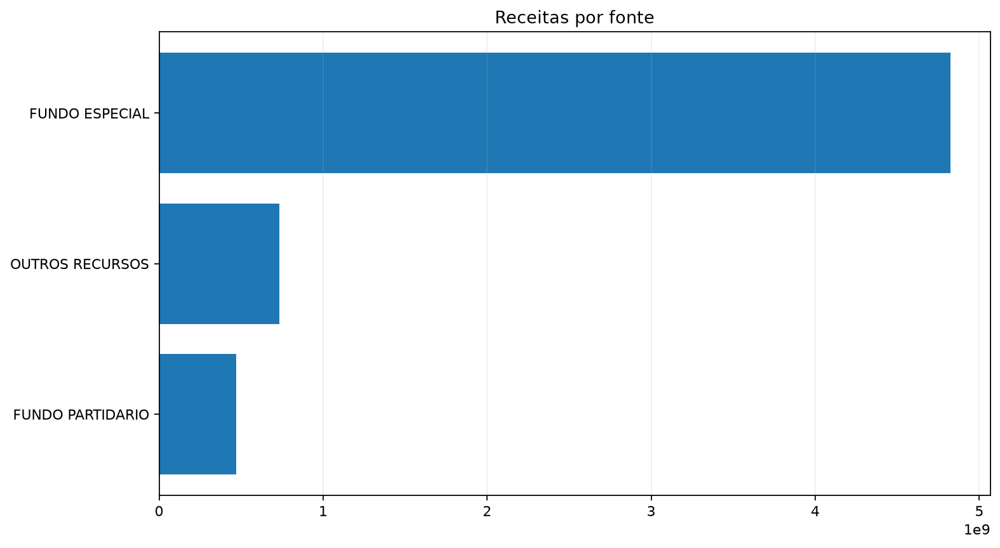 Receitas por fonte
FUNDO ESPECIAL
OUTROS RECURSOS
FUNDO PARTIDARIO
0 1 2 3 4 5
1e9